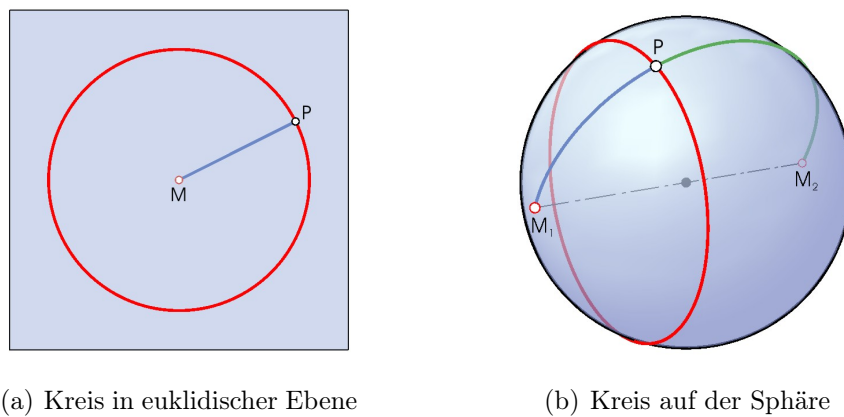 P
M
P
M₁
M₂
(a) Kreis in euklidischer Ebene
(b) Kreis auf der Sphäre